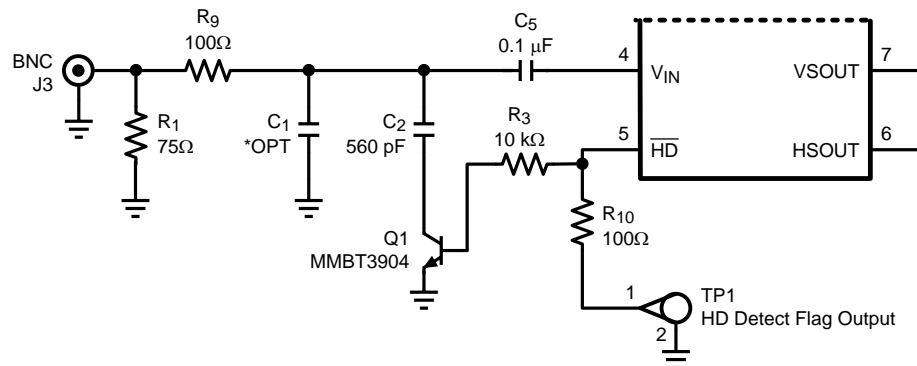 BNC
J3
R9
100Ω
R1
75Ω
C1
*OPT
C2
560 pF
C5
0.1 µF
R3
10 kΩ
Q1
MMBT3904
R10
100Ω
4
VIN
5
HD
VSOUT
7
HSOUT
6
1
2
TP1
HD Detect Flag Output